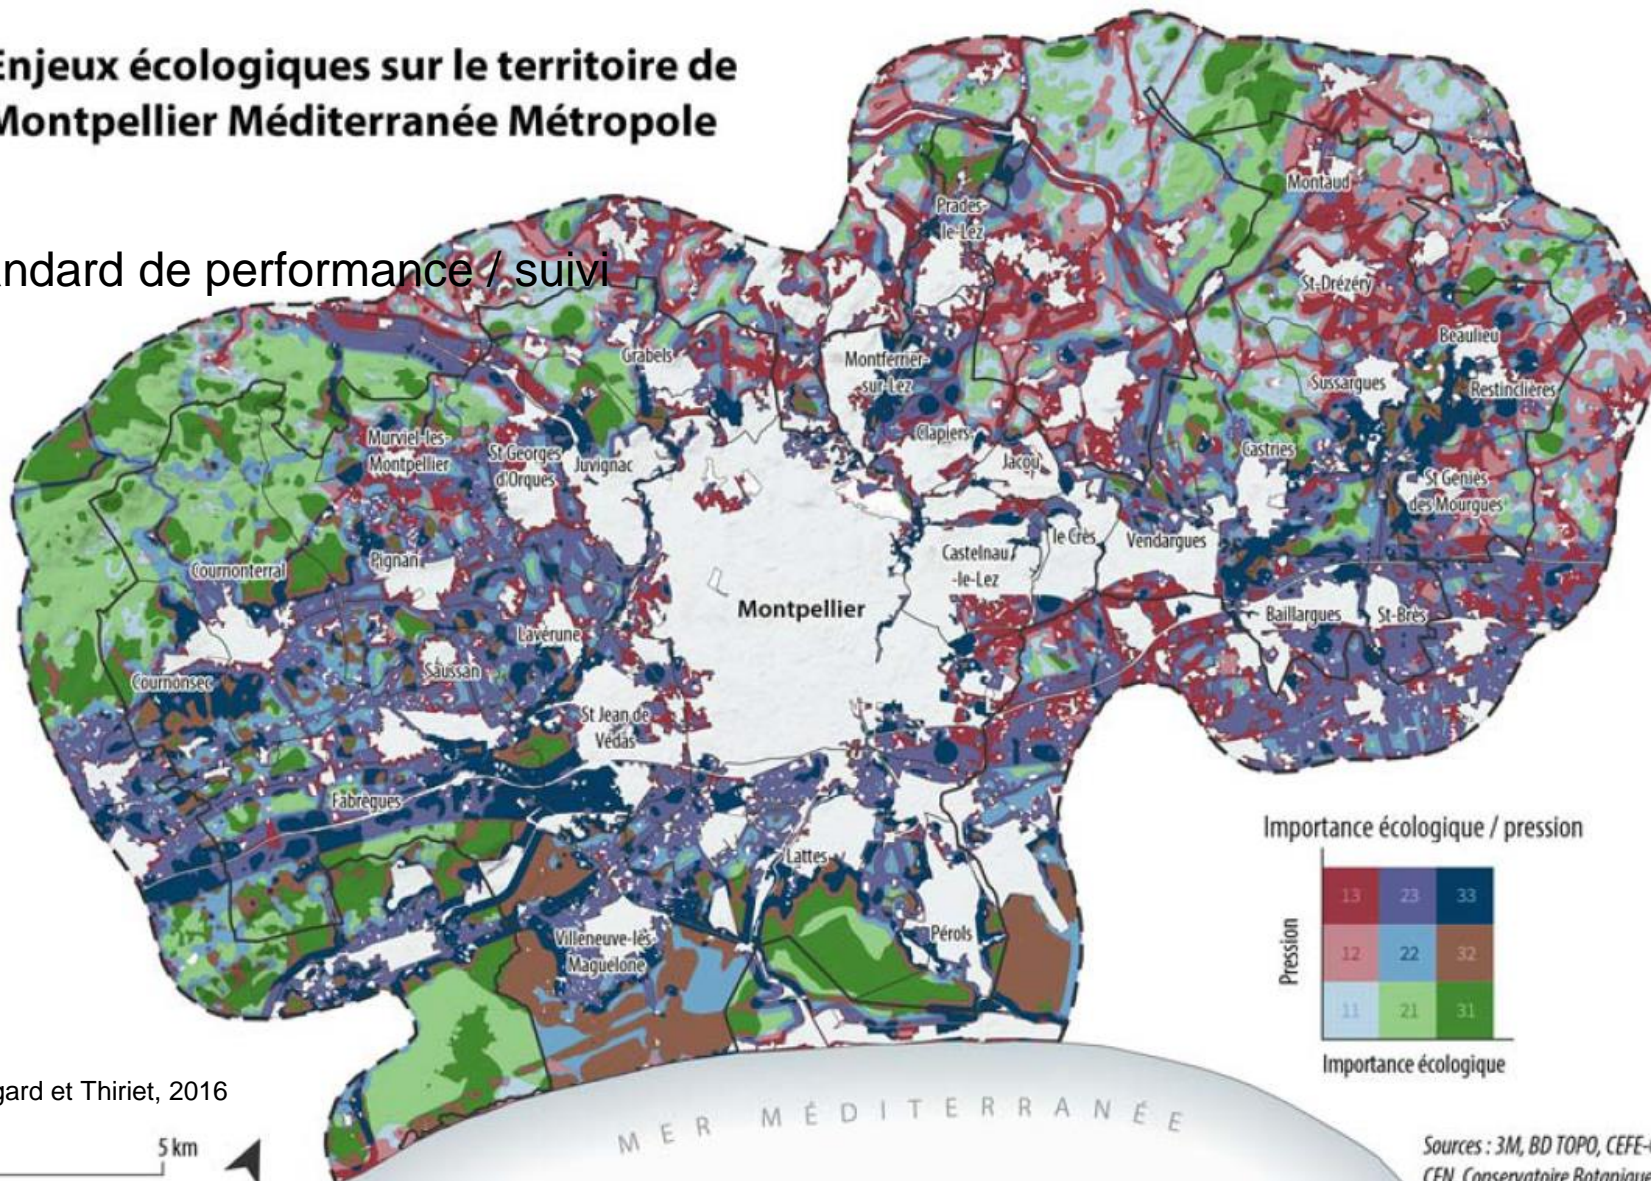 Enjeux écologiques sur le territoire de
Montpellier Méditerranée Métropole
andard de performance / suivi
Montaud
Prades-
le-Lez
St-Drézéry
Beaulieu
Grabels
Montferrier-
sur-Lez
Sussargues
Restinclières
Murviel-les-
Montpellier
St Georges
d'Orques
Juvignac
Clapiers
Jacou
Castries
St Géniès
des Mourgues
Cournonterral
Pignan
Castelnau
-le-Lez
le Crès
Vendargues
Montpellier
Baillargues
St-Brès
Lavérune
Saussan
Cournonsec
St Jean de
Védas
Fabrègues
Lattes
Villeneuve-lès-
Maguelone
Pérols
Importance écologique / pression
Pression
13 23 33
12 22 32
11 21 31
Importance écologique
gard et Thiriet, 2016
5 km
MER MÉDITERRANÉE
Sources : 3M, BD TOPO, CEFE-
CEN, Conservatoire Botanique